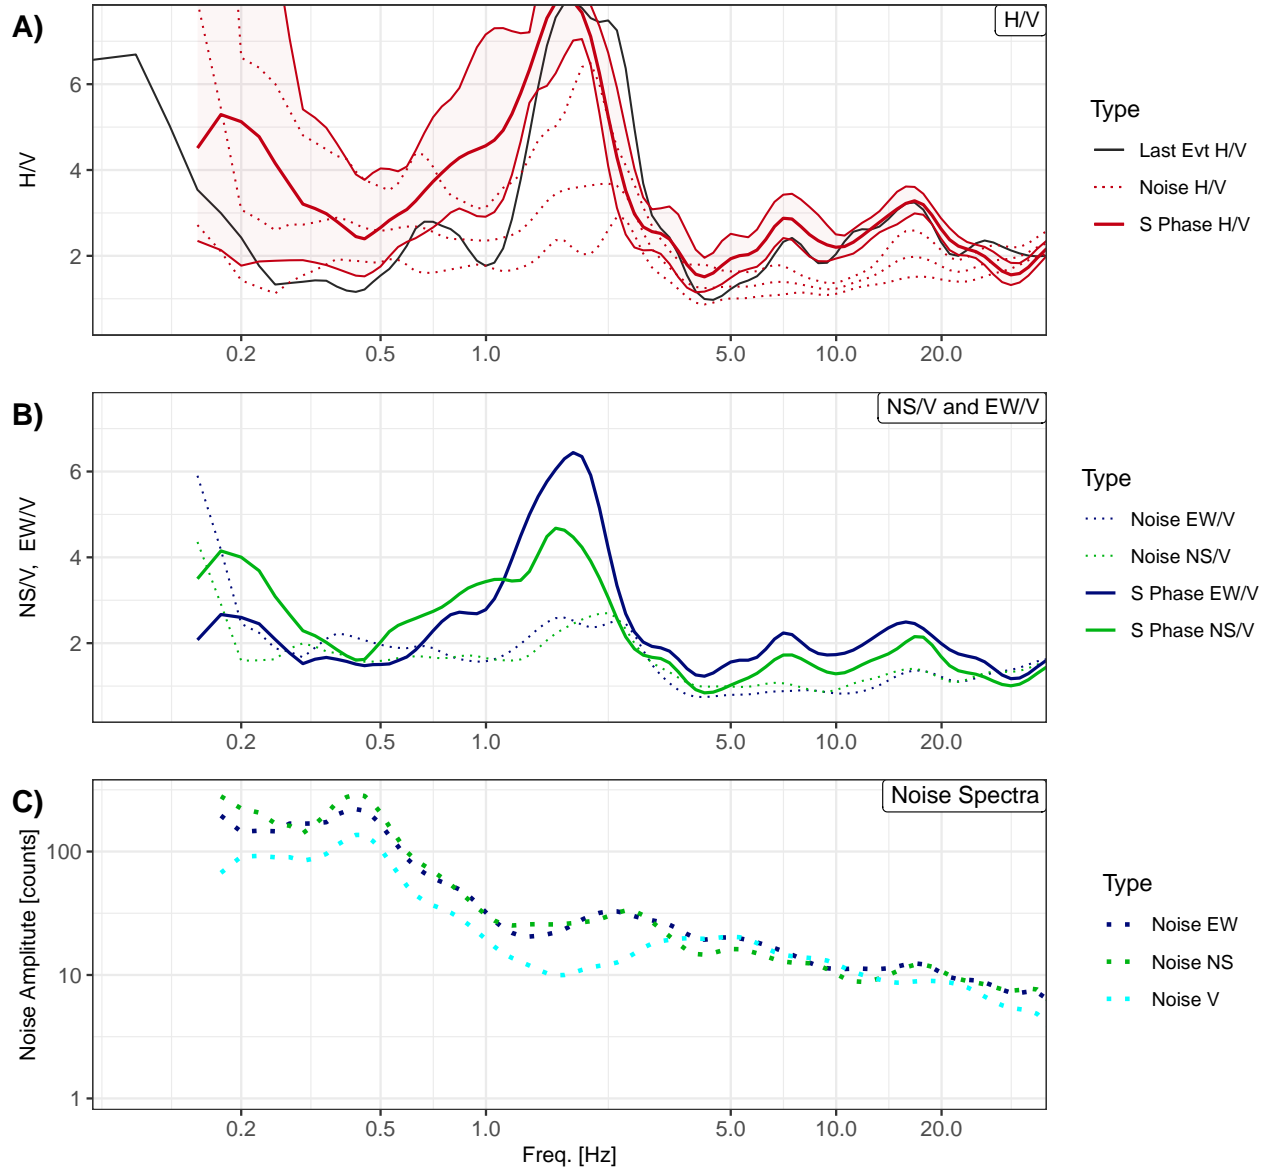 A)
H/V
H/V
6
4
2
0.2 0.5 1.0 5.0 10.0 20.0
Type
Last Evt H/V
Noise H/V
S Phase H/V
B)
NS/V and EW/V
NS/V, EW/V
6
4
2
0.2 0.5 1.0 5.0 10.0 20.0
Type
Noise EW/V
Noise NS/V
S Phase EW/V
S Phase NS/V
C)
Noise Spectra
Noise Amplitute [counts]
100
10
1
0.2 0.5 1.0 5.0 10.0 20.0
Freq. [Hz]
Type
Noise EW
Noise NS
Noise V